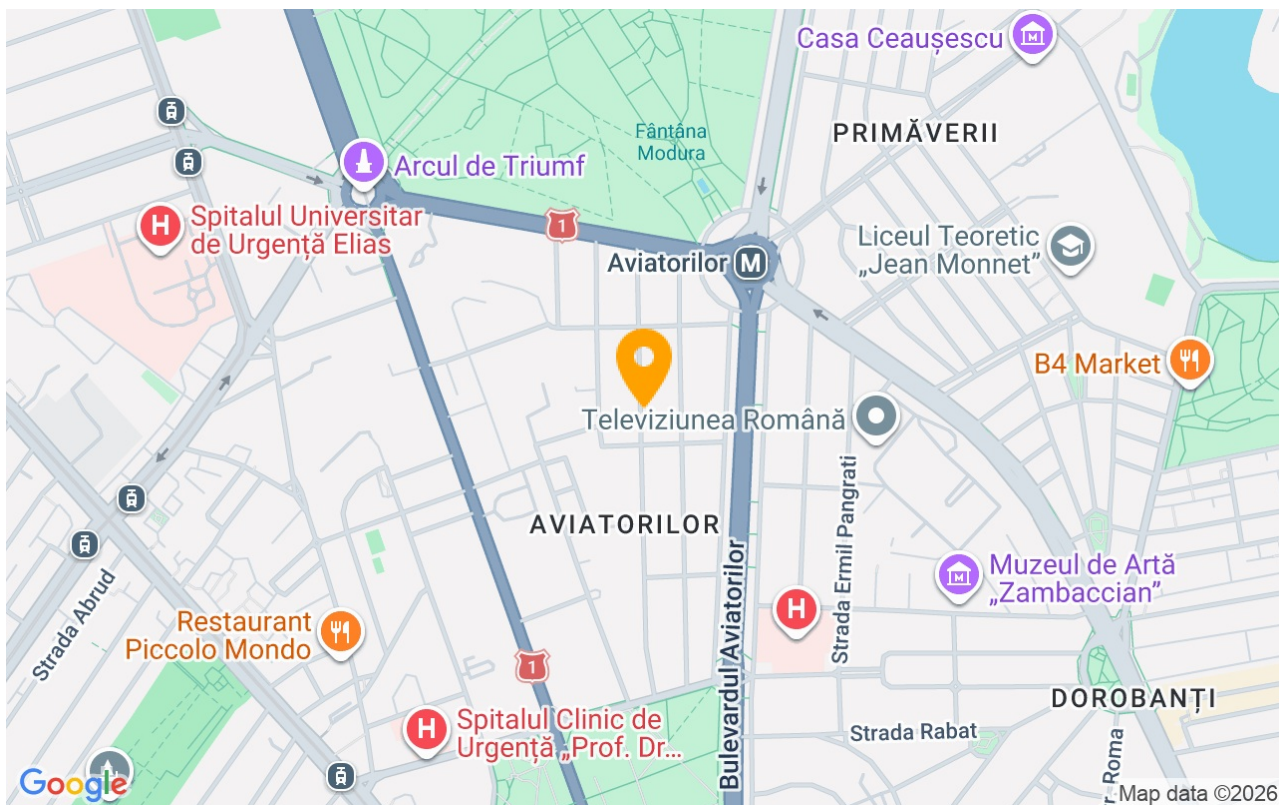 Casa Ceaușescu
PRIMĂVERII
Fântâna
Modura
Arcul de Triumf
Spitalul Universitar
de Urgență Elias
1
Liceul Teoretic
„Jean Monnet”
Aviatorilor
M
B4 Market
Televiziunea Română
AVIATORILOR
Strada Ermil Pangrati
Muzeul de Artă
„Zambaccian”
Strada Abrud
Restaurant
Piccolo Mondo
H
H
1
Bulevardul Aviatorilor
DOROBANȚI
H
Spitalul Clinic de
Urgență „Prof. Dr...
Strada Rabat
Roma
Google
Map data ©2026